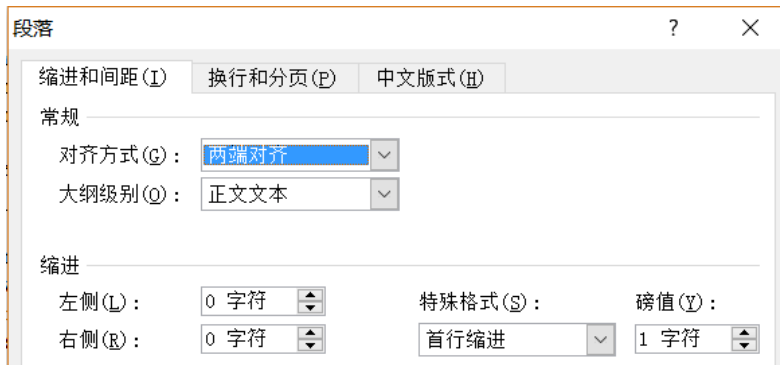 段落 ?
缩进和间距(I) 换行和分页(P) 中文版式(H)
常规
对齐方式(G): 两端对齐
大纲级别(O): 正文文本
缩进
左侧(L): 0 字符 特殊格式(S): 磅值(Y):
右侧(R): 0 字符 首行缩进 1 字符